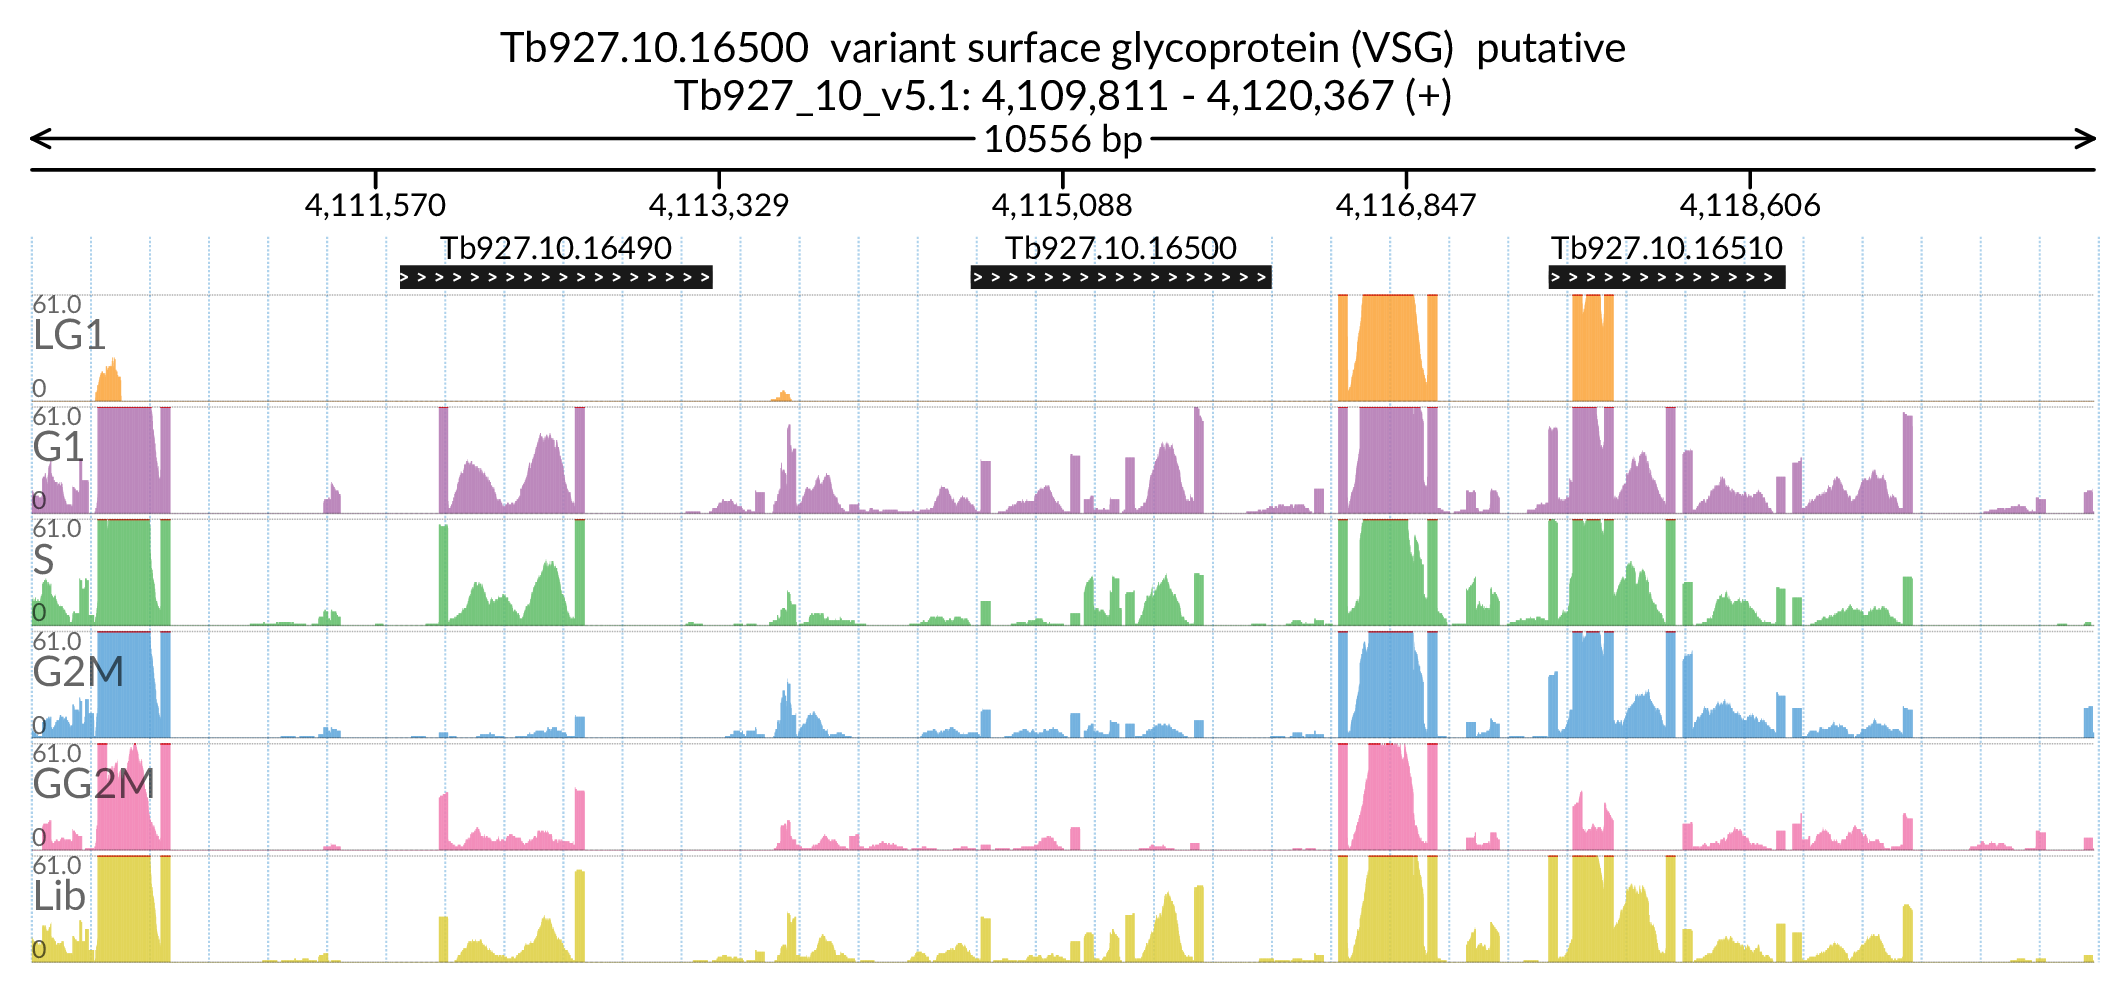 Tb927.10.16500 variant surface glycoprotein (VSG) putative
Tb927_10_v5.1: 4,109,811 - 4,120,367 (+)
10556 bp
4,111,570 4,113,329 4,115,088 4,116,847 4,118,606
Tb927.10.16490 Tb927.10.16500 Tb927.10.16510
61.0
LG1
0
61.0
G1
0
61.0
S
0
61.0
G2M
0
61.0
GG2M
0
61.0
Lib
0